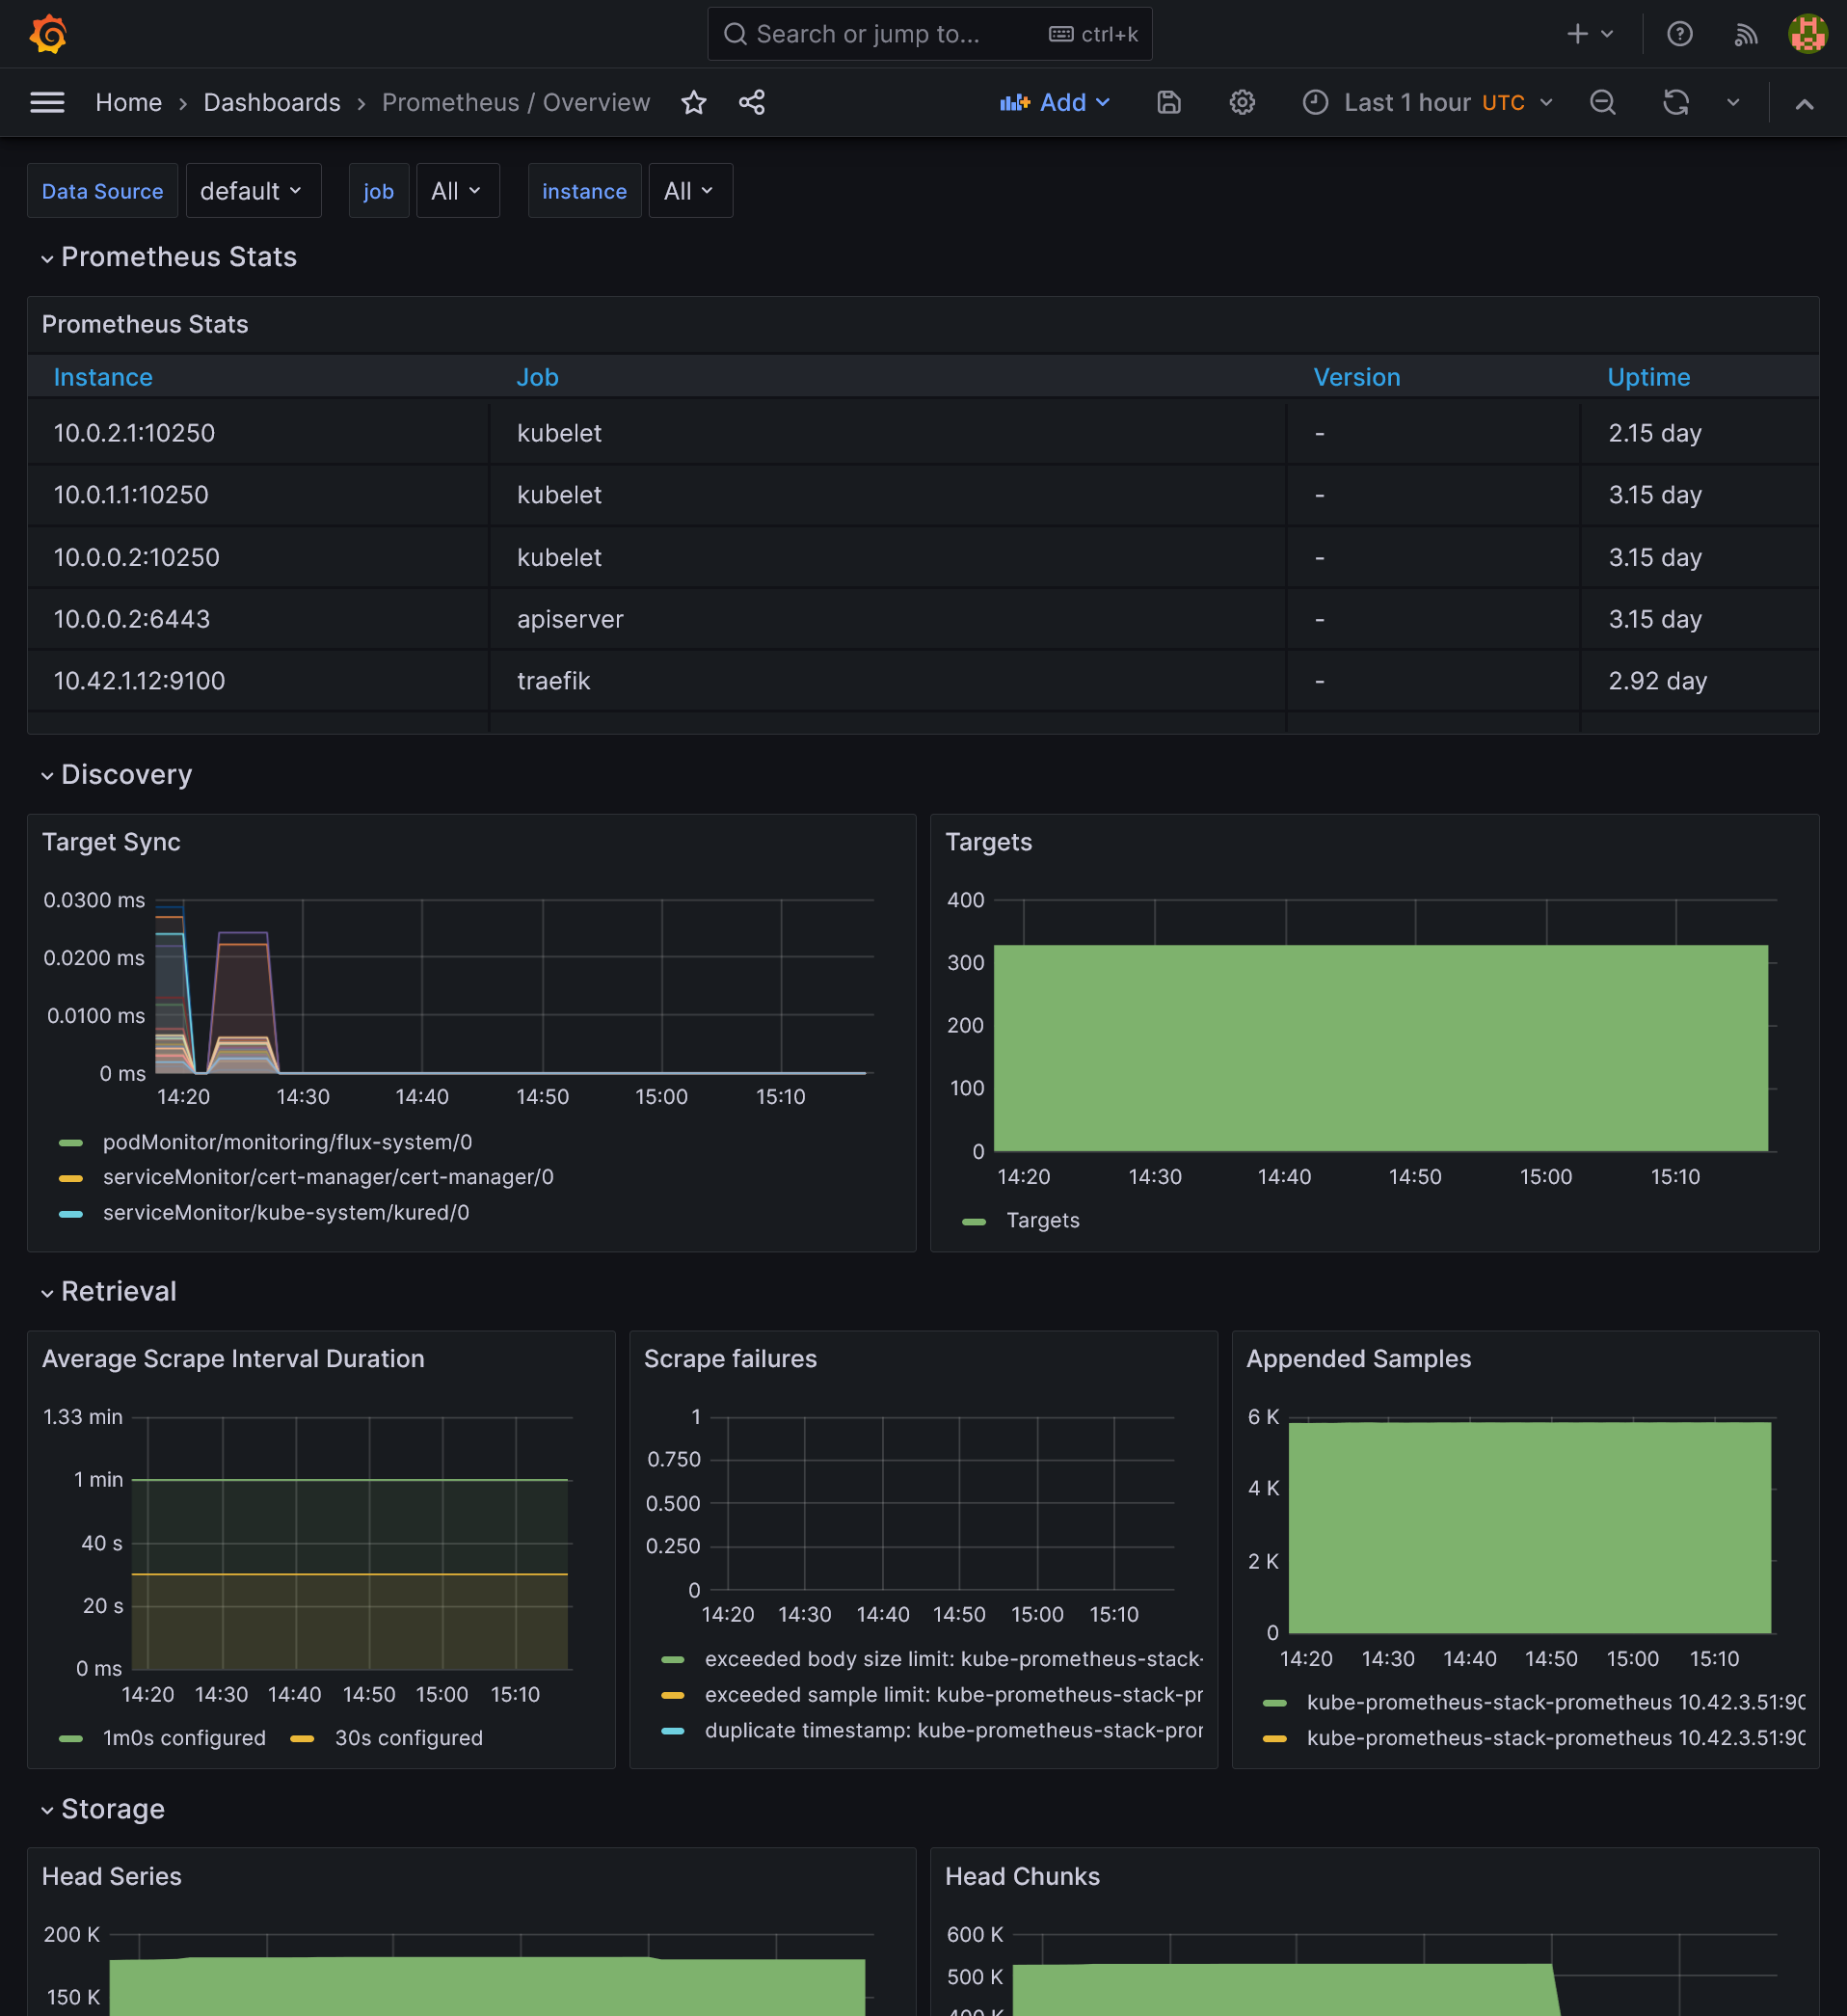 Search or jump to... ctrl+k
Home › Dashboards › Prometheus / Overview Add Last 1 hour UTC
Data Source default job All instance All
Prometheus Stats
Prometheus Stats
Instance Job Version Uptime
10.0.2.1:10250 kubelet - 2.15 day
10.0.1.1:10250 kubelet - 3.15 day
10.0.0.2:10250 kubelet - 3.15 day
10.0.0.2:6443 apiserver - 3.15 day
10.42.1.12:9100 traefik - 2.92 day
Discovery
Target Sync
0.0300 ms
0.0200 ms
0.0100 ms
0 ms
14:20 14:30 14:40 14:50 15:00 15:10
podMonitor/monitoring/flux-system/0
serviceMonitor/cert-manager/cert-manager/0
serviceMonitor/kube-system/kured/0
Targets
400
300
200
100
0
14:20 14:30 14:40 14:50 15:00 15:10
Targets
Retrieval
Average Scrape Interval Duration
1.33 min
1 min
40 s
20 s
0 ms
14:20 14:30 14:40 14:50 15:00 15:10
1m0s configured 30s configured
Scrape failures
1
0.750
0.500
0.250
0
14:20 14:30 14:40 14:50 15:00 15:10
exceeded body size limit: kube-prometheus-stack-
exceeded sample limit: kube-prometheus-stack-pr
duplicate timestamp: kube-prometheus-stack-pror
Appended Samples
6 K
4 K
2 K
0
14:20 14:30 14:40 14:50 15:00 15:10
kube-prometheus-stack-prometheus 10.42.3.51:90
kube-prometheus-stack-prometheus 10.42.3.51:90
Storage
Head Series
200 K
150 K
Head Chunks
600 K
500 K
400 K